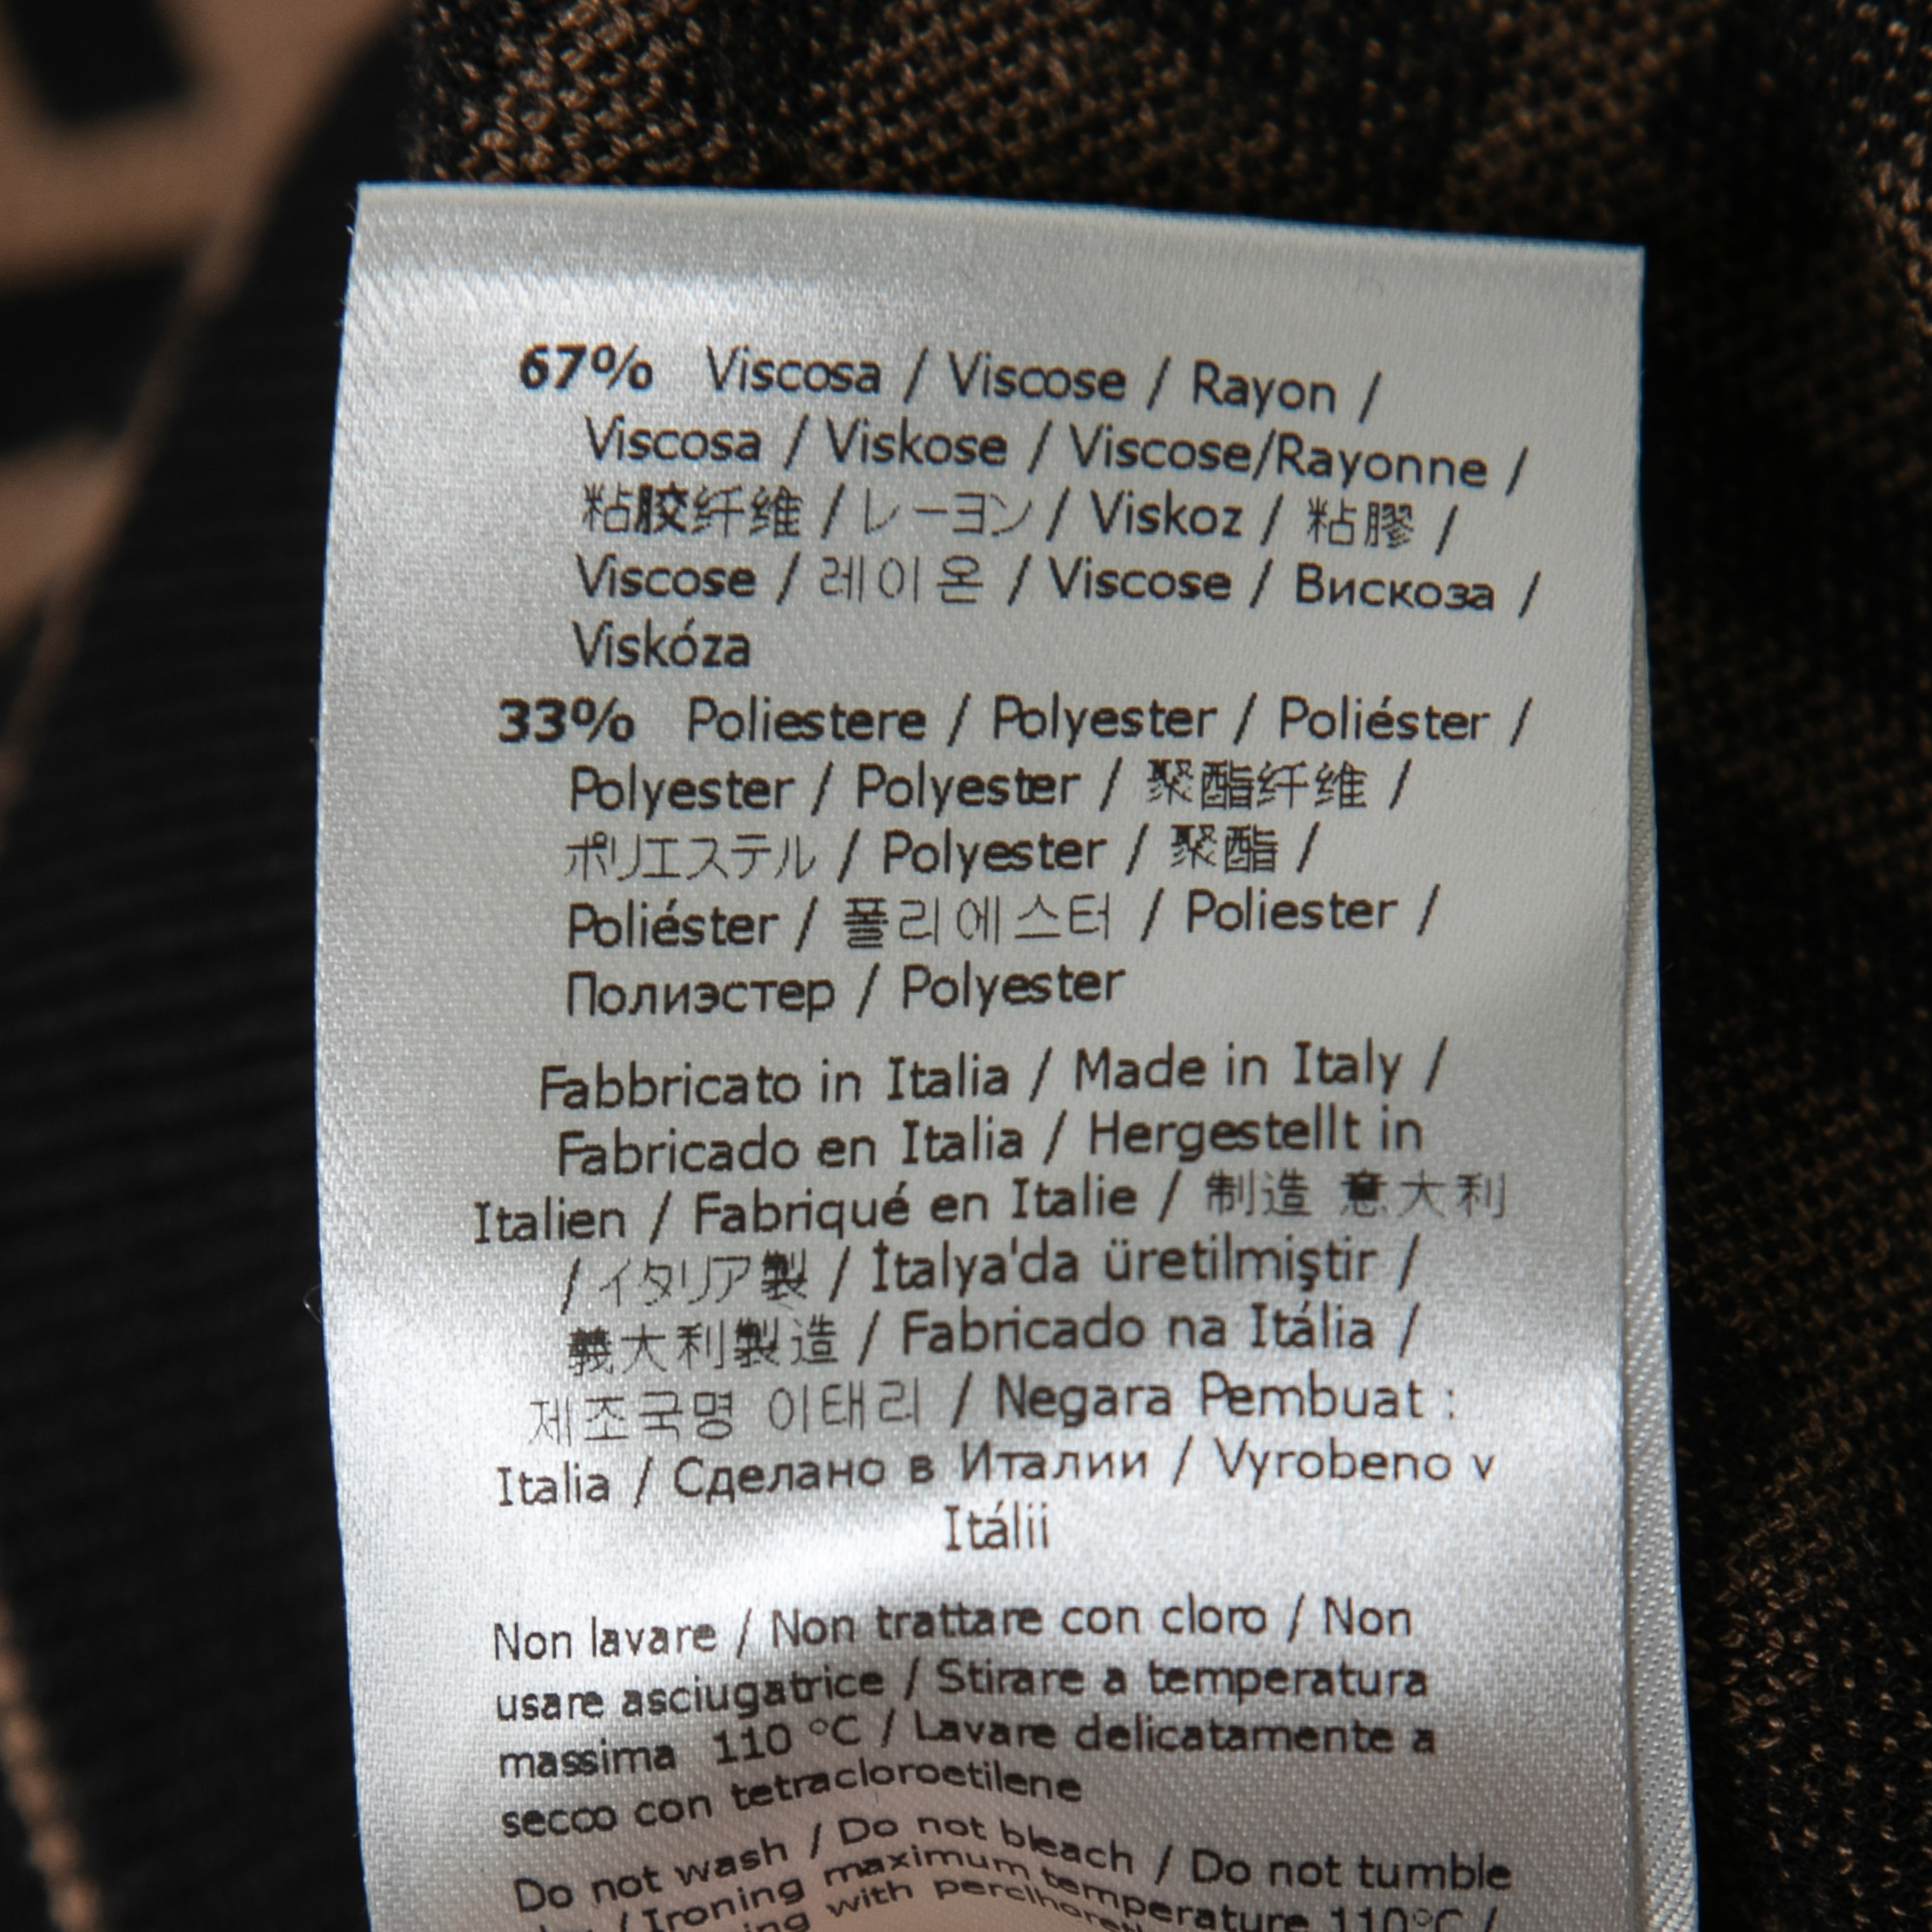 67% Viscosa / Viscose / Rayon /
Viscosa / Viskose / Viscose/Rayonne /
粘胶纤维 / レーヨン / Viskoz / 粘膠 /
Viscose / 레이온 / Viscose / Вискоза /
Viskóza
33% Poliestere / Polyester / Poliéster /
Polyester / Polyester / 聚酯纤维 /
ポリエステル / Polyester / 聚酯 /
Poliéster / 폴리에스터 / Poliester /
Полиэстер / Polyester
Fabbricato in Italia / Made in Italy /
Fabricado en Italia / Hergestellt in
Italien / Fabriqué en Italie / 制造 意大利
/ イタリア製 / İtalya'da üretilmiştir /
義大利製造 / Fabricado na Itália /
제조국명 이태리 / Negara Pembuat :
Italia / Сделано в Италии / Vyrobeno v
Itálii
Non lavare / Non trattare con cloro / Non
usare asciugatrice / Stirare a temperatura
massima 110 °C / Lavare delicatamente a
secco con tetracloroetilene
Do not wash / Do not bleach / Do not tumble
/ Ironing maximum temperature 110°C /
with